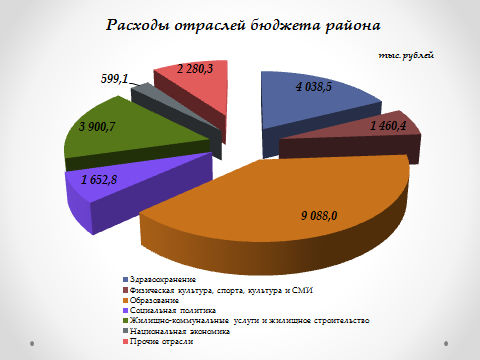 Расходы отраслей бюджета района
тыс. рублей
2 280,3
4 038,5
599,1
1 460,4
3 900,7
1 652,8
9 088,0
Здравоохранение
Физическая культура, спорта, культура и СМИ
Образование
Социальная политика
Жилищно-коммунальные услуги и жилищное строительство
Национальная экономика
Прочие отрасли